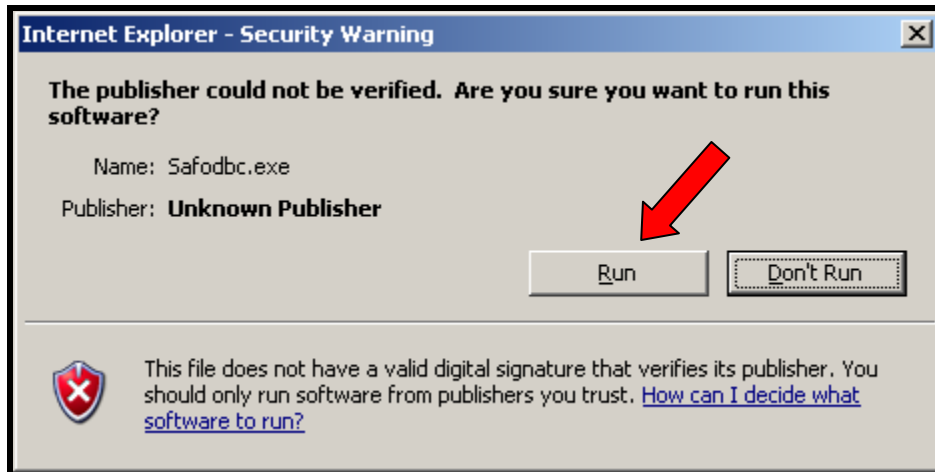 Internet Explorer - Security Warning
The publisher could not be verified.  Are you sure you want to run this
software?
Name: Safodbc.exe
Publisher: Unknown Publisher
Run
Don't Run
This file does not have a valid digital signature that verifies its publisher. You
should only run software from publishers you trust. How can I decide what
software to run?